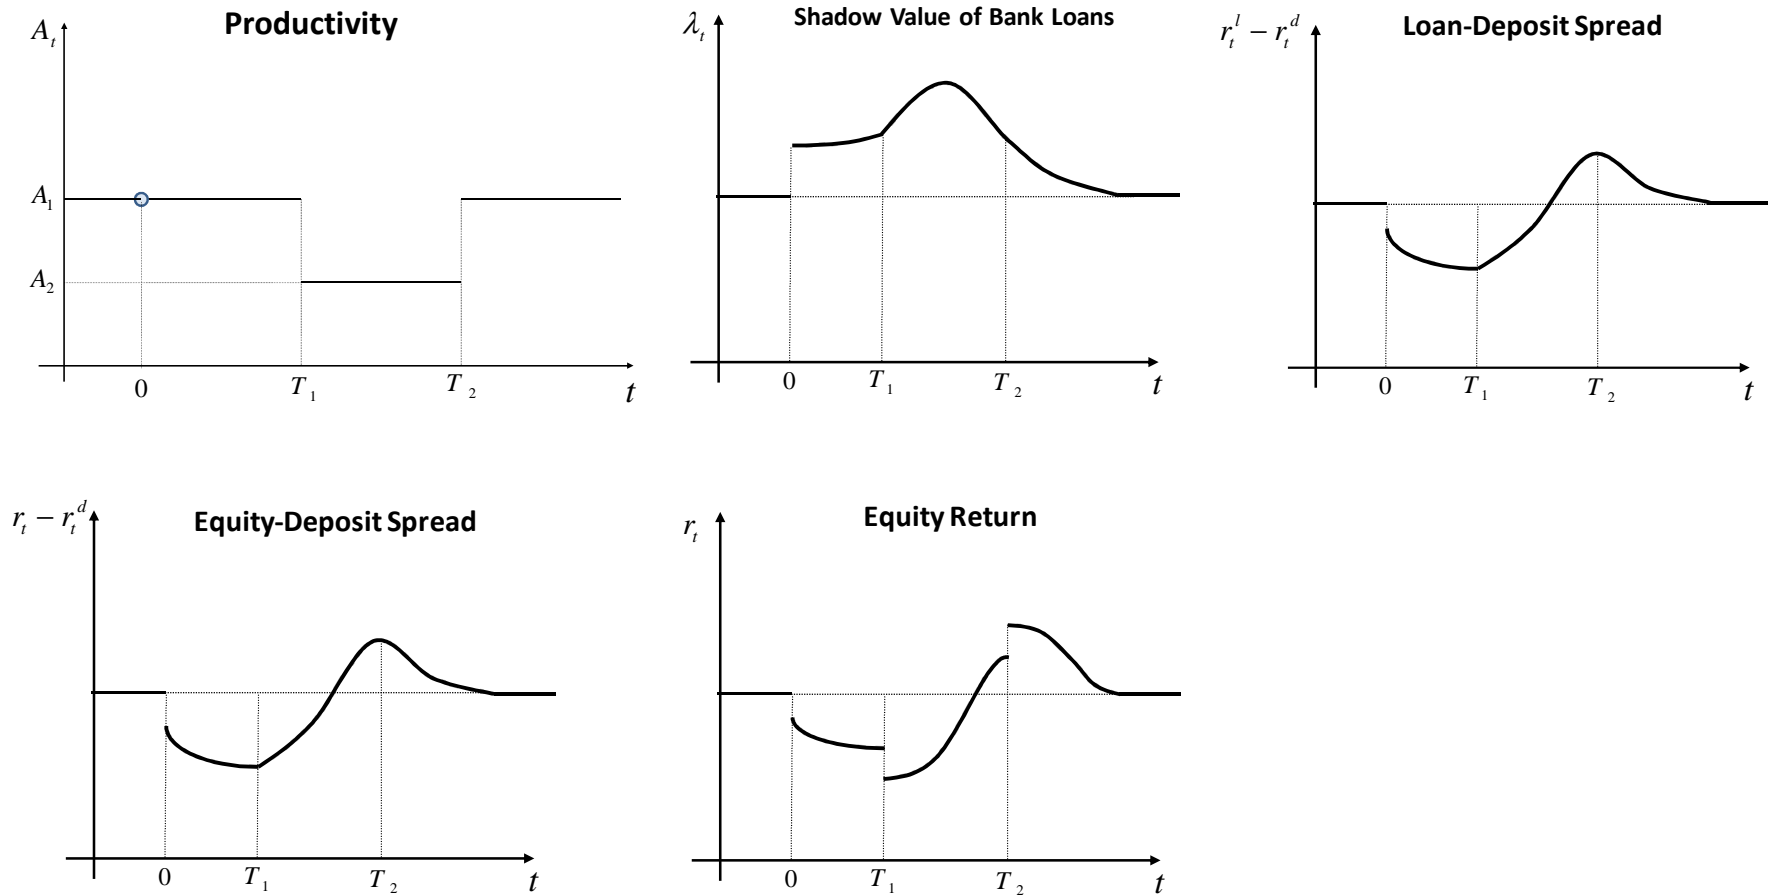 Productivity
A_t
A_1
A_2
0
T_1
T_2
t
Shadow Value of Bank Loans
λ_t
0
T_1
T_2
t
Loan-Deposit Spread
r_t^l − r_t^d
0
T_1
T_2
t
Equity-Deposit Spread
r_t − r_t^d
0
T_1
T_2
t
Equity Return
r_t
0
T_1
T_2
t